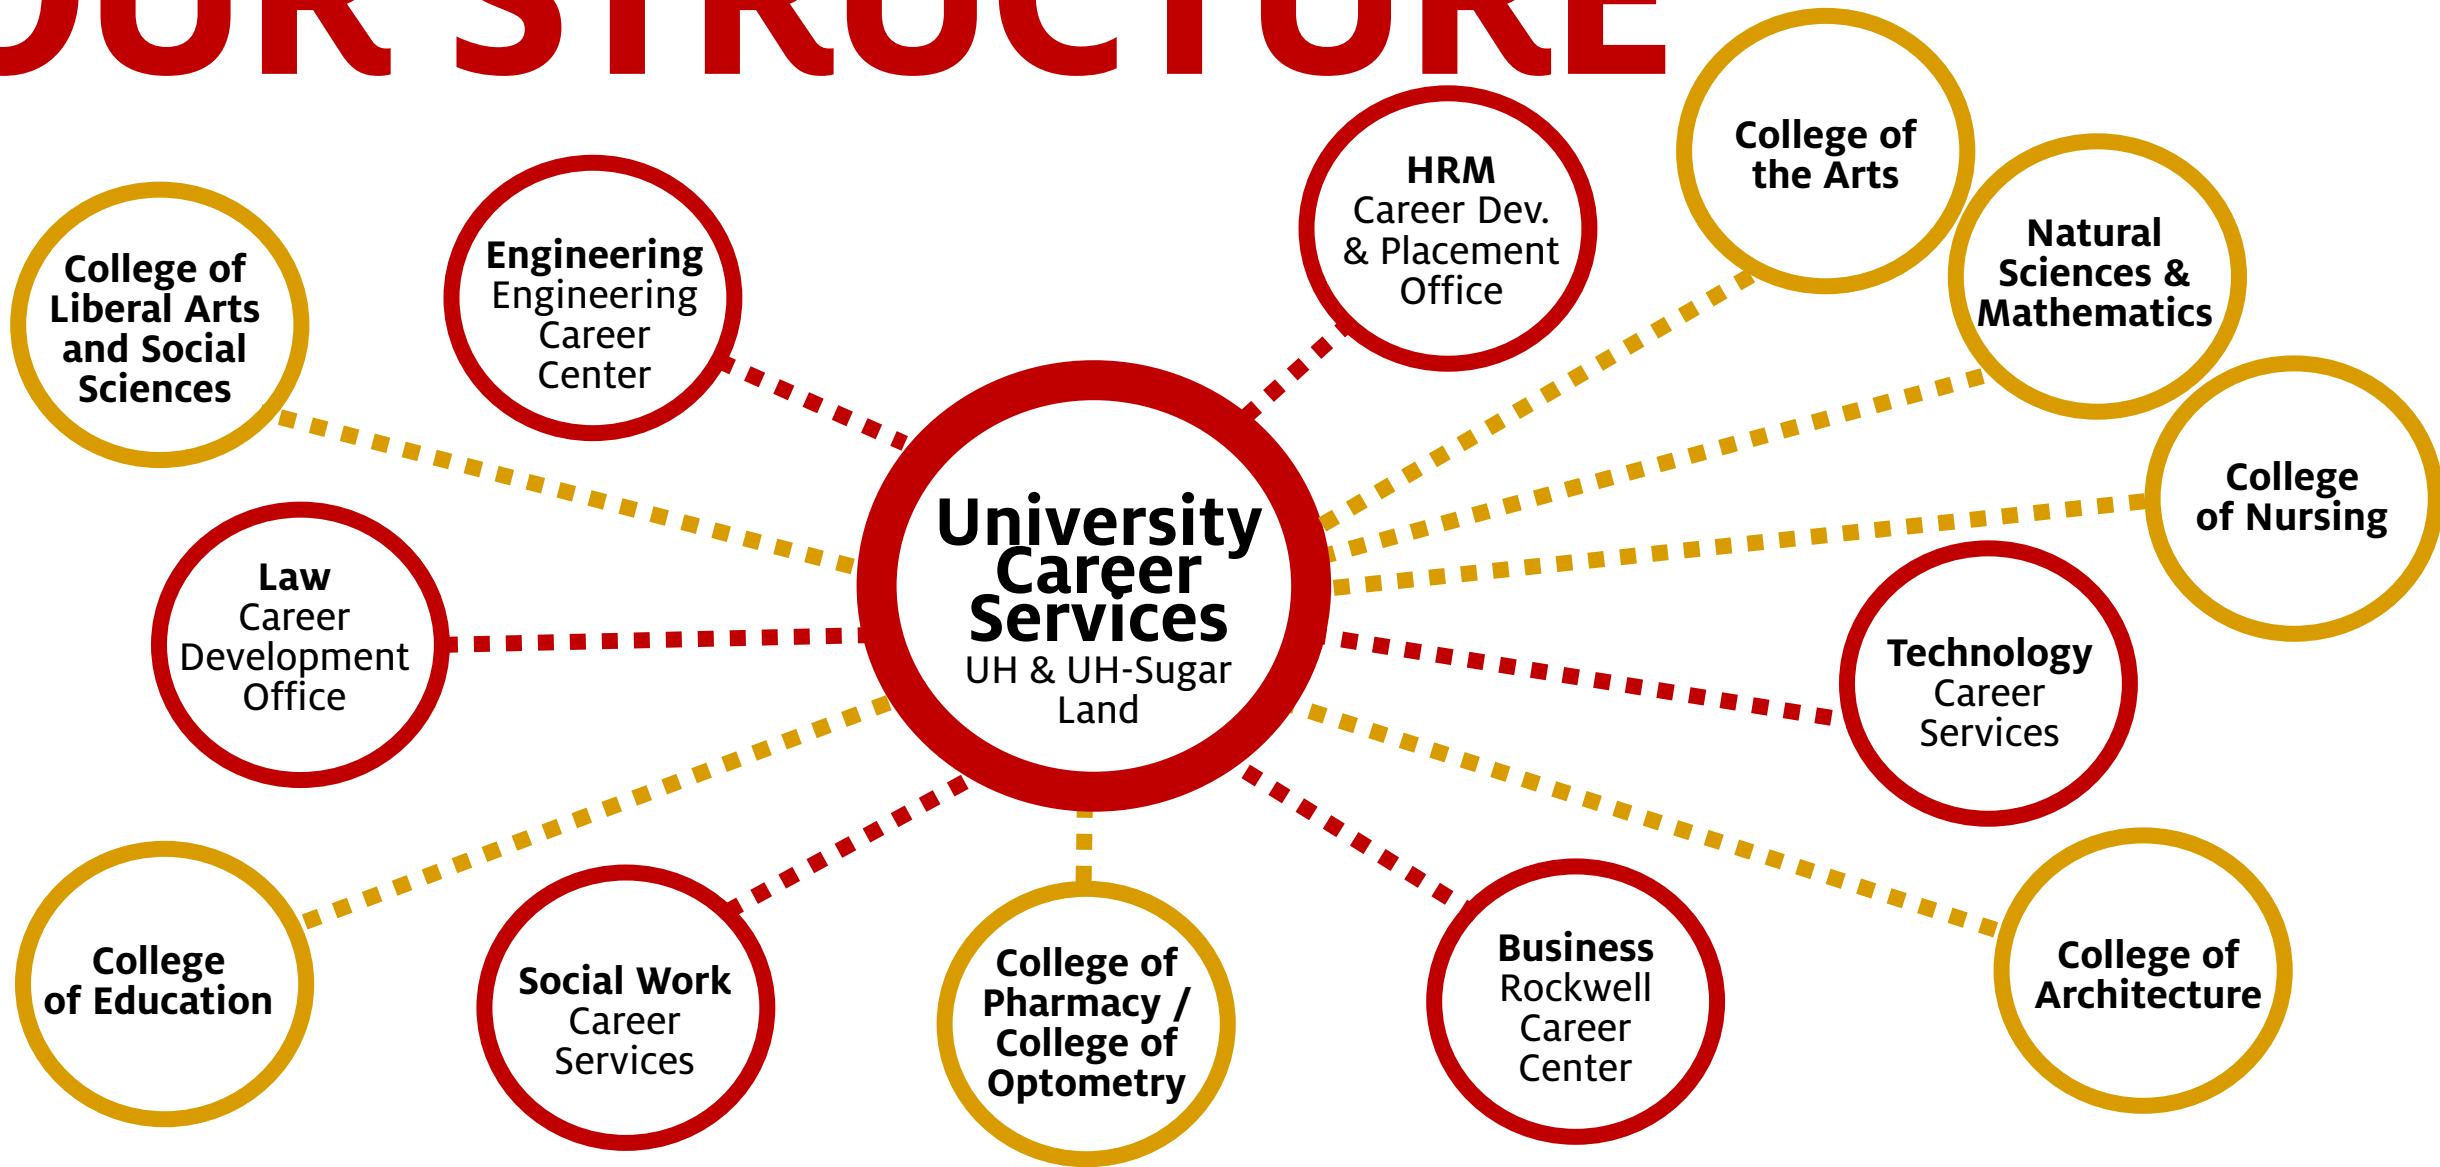 OUR STRUCTURE
College of
the Arts
HRM
Career Dev.
& Placement
Office
Natural
Sciences &
Mathematics
Engineering
Engineering
Career
Center
College of
Liberal Arts
and Social
Sciences
College
of Nursing
University
Career
Services
UH & UH-Sugar
Land
Law
Career
Development
Office
Technology
Career
Services
College
of Education
Social Work
Career
Services
College of
Pharmacy /
College of
Optometry
Business
Rockwell
Career
Center
College of
Architecture